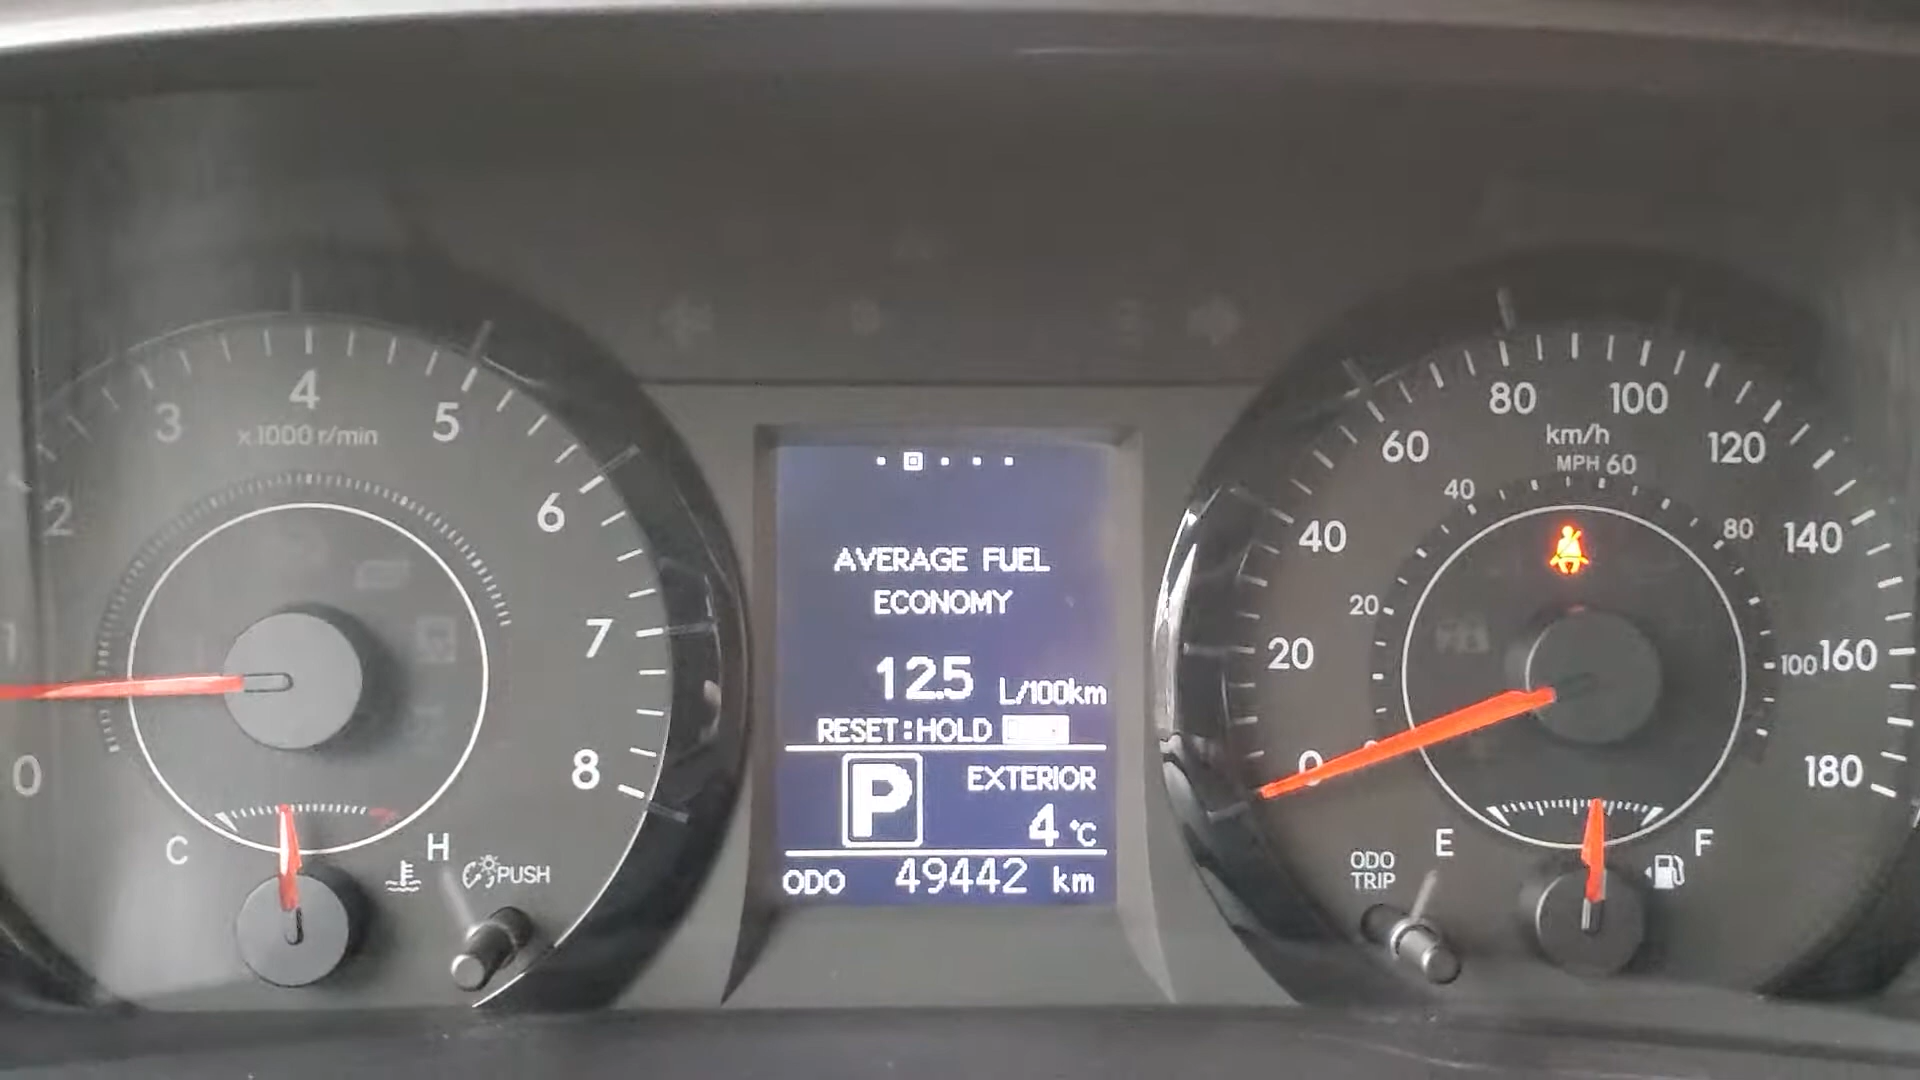 0
1
2
3
4
5
6
7
8
x1000 r/min
C
H
PUSH
AVERAGE FUEL
ECONOMY
12.5 L/100km
RESET:HOLD
P
EXTERIOR
4 °C
ODO 49442 km
0
20
40
60
80
100
120
140
160
180
km/h
MPH
20
40
60
80
100
ODO
TRIP
E
F